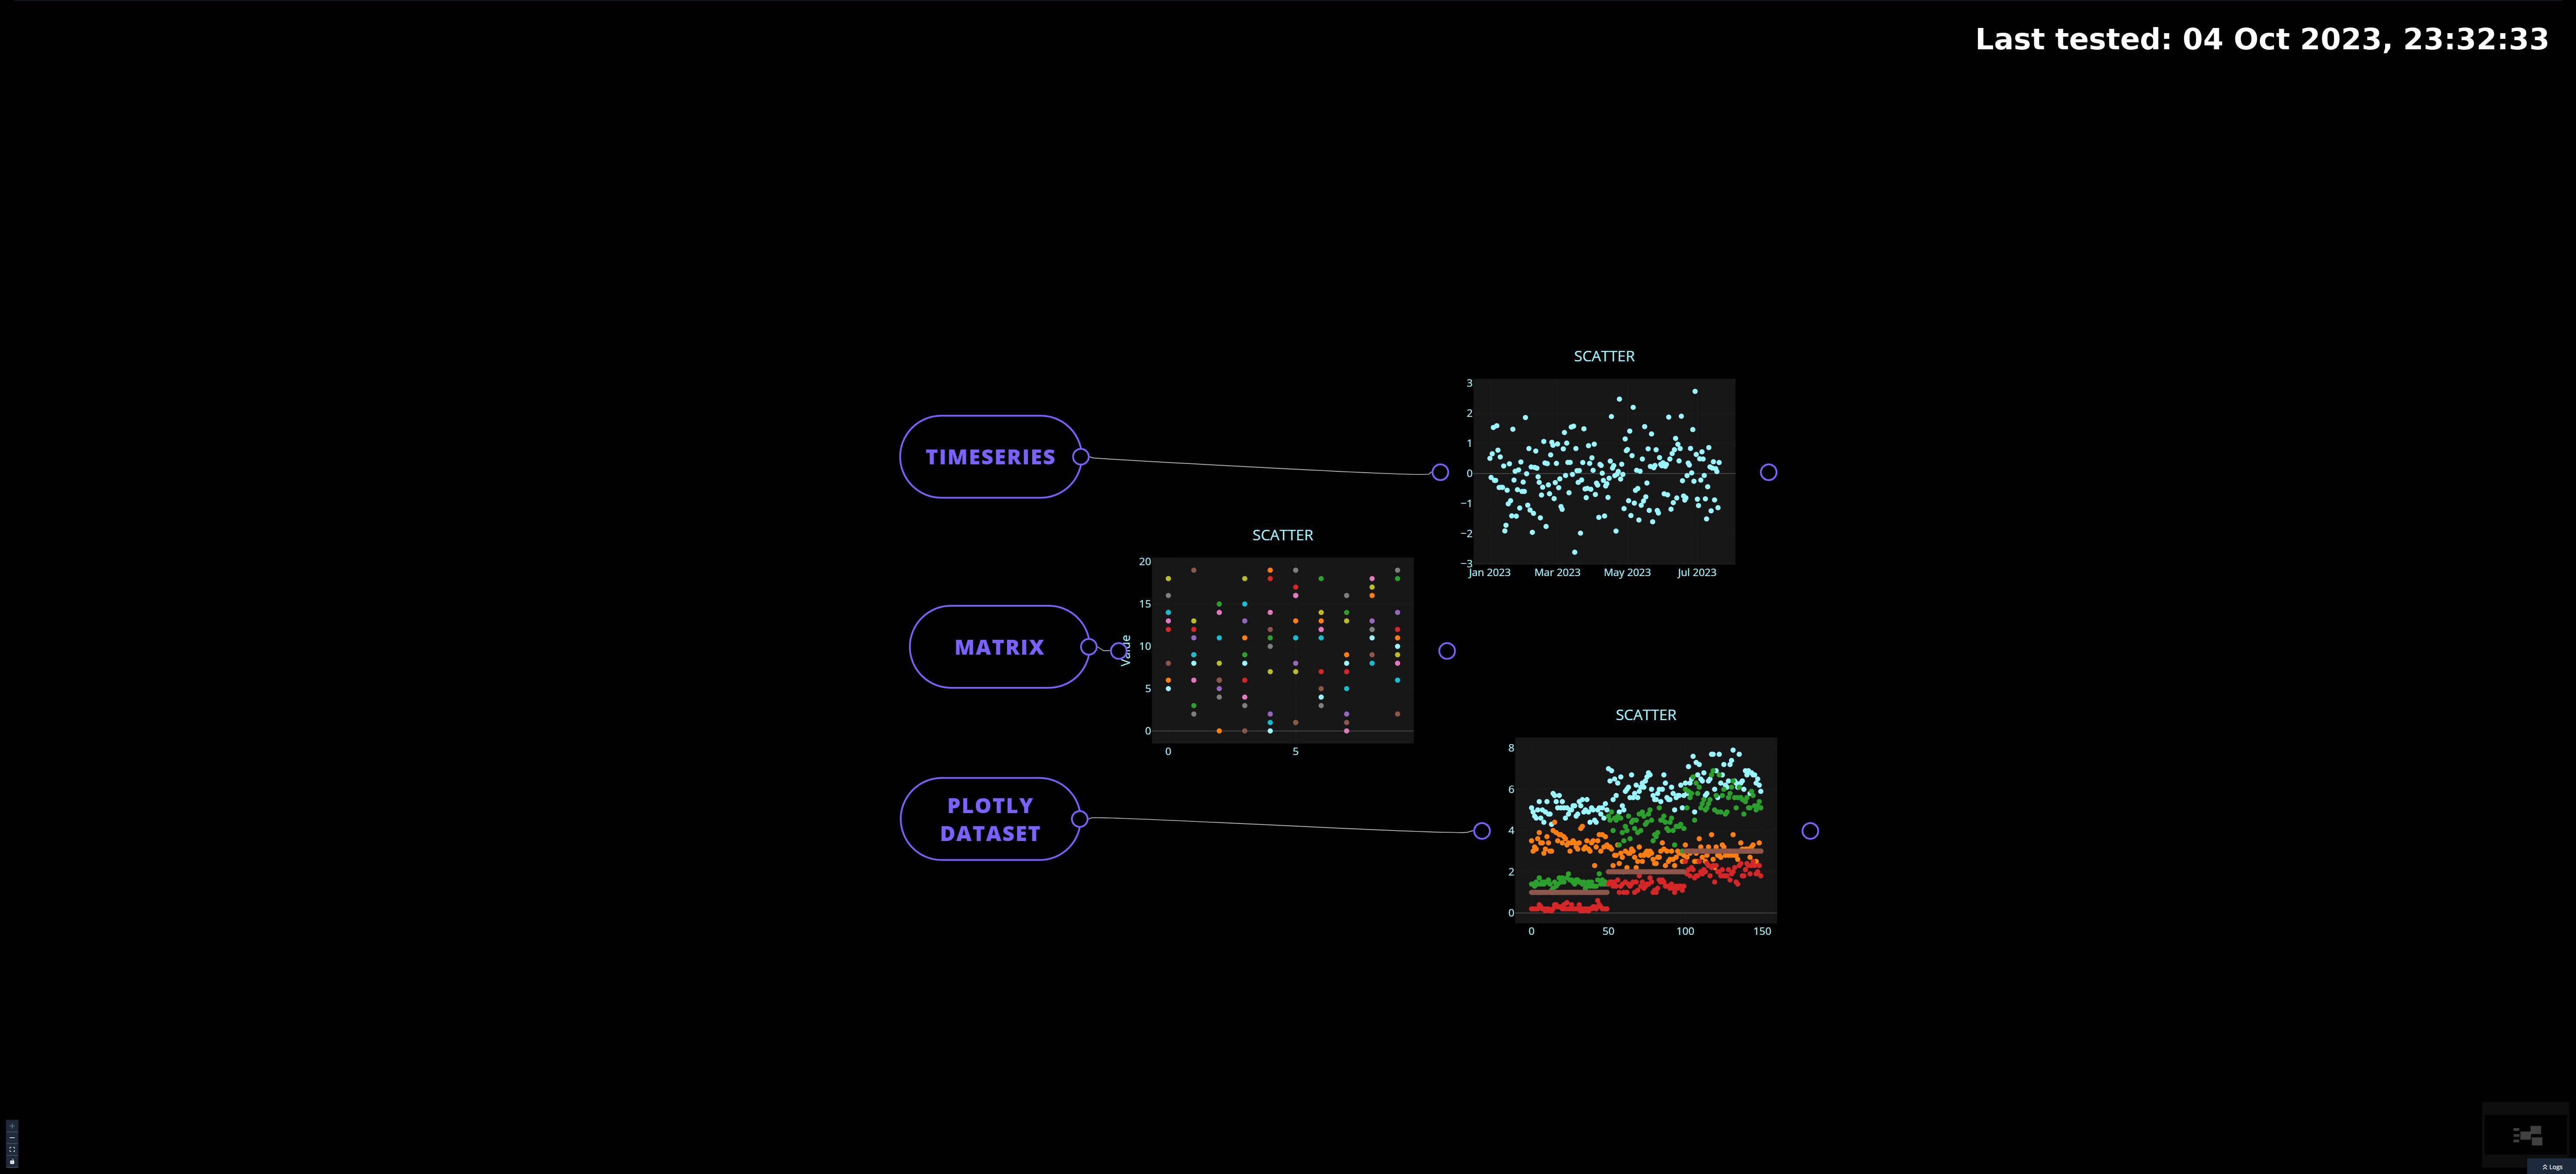 Last tested: 04 Oct 2023, 23:32:33
SCATTER
3
2
1
0
−1
−2
−3
Jan 2023 Mar 2023 May 2023 Jul 2023
TIMESERIES
SCATTER
20
15
10
5
0
Value
0 5
MATRIX
SCATTER
8
6
4
2
0
0 50 100 150
PLOTLY
DATASET
Logs